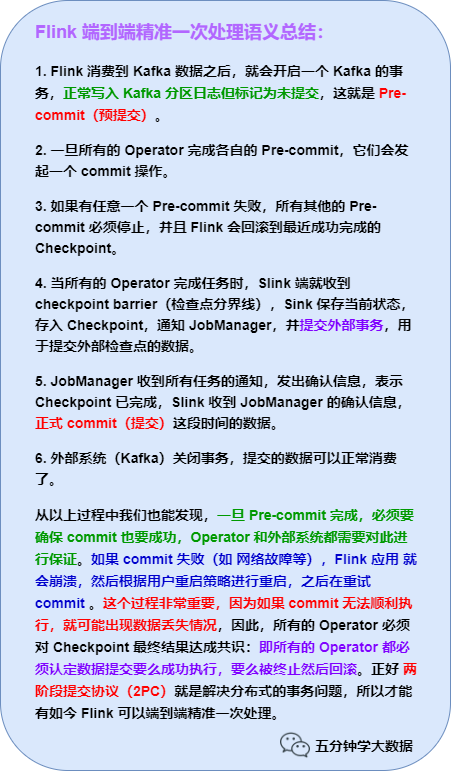 Flink 端到端精准一次处理语义总结：
1. Flink 消费到 Kafka 数据之后，就会开启一个 Kafka 的事
务，正常写入 Kafka 分区日志但标记为未提交，这就是 Pre-
commit（预提交）。
2. 一旦所有的 Operator 完成各自的 Pre-commit，它们会发
起一个 commit 操作。
3. 如果有任意一个 Pre-commit 失败，所有其他的 Pre-
commit 必须停止，并且 Flink 会回滚到最近成功完成的
Checkpoint。
4. 当所有的 Operator 完成任务时，Slink 端就收到
checkpoint barrier（检查点分界线），Sink 保存当前状态，
存入 Checkpoint，通知 JobManager，并提交外部事务，用
于提交外部检查点的数据。
5. JobManager 收到所有任务的通知，发出确认信息，表示
Checkpoint 已完成，Slink 收到 JobManager 的确认信息，
正式 commit（提交）这段时间的数据。
6. 外部系统（Kafka）关闭事务，提交的数据可以正常消费
了。
从以上过程中我们也能发现，一旦 Pre-commit 完成，必须要
确保 commit 也要成功，Operator 和外部系统都需要对此进
行保证。如果 commit 失败（如 网络故障等），Flink 应用 就
会崩溃，然后根据用户重启策略进行重启，之后在重试
commit 。这个过程非常重要，因为如果 commit 无法顺利执
行，就可能出现数据丢失情况，因此，所有的 Operator 必须
对 Checkpoint 最终结果达成共识：即所有的 Operator 都必
须认定数据提交要么成功执行，要么被终止然后回滚。正好 两
阶段提交协议（2PC）就是解决分布式的事务问题，所以才能
有如今 Flink 可以端到端精准一次处理。
五分钟学大数据